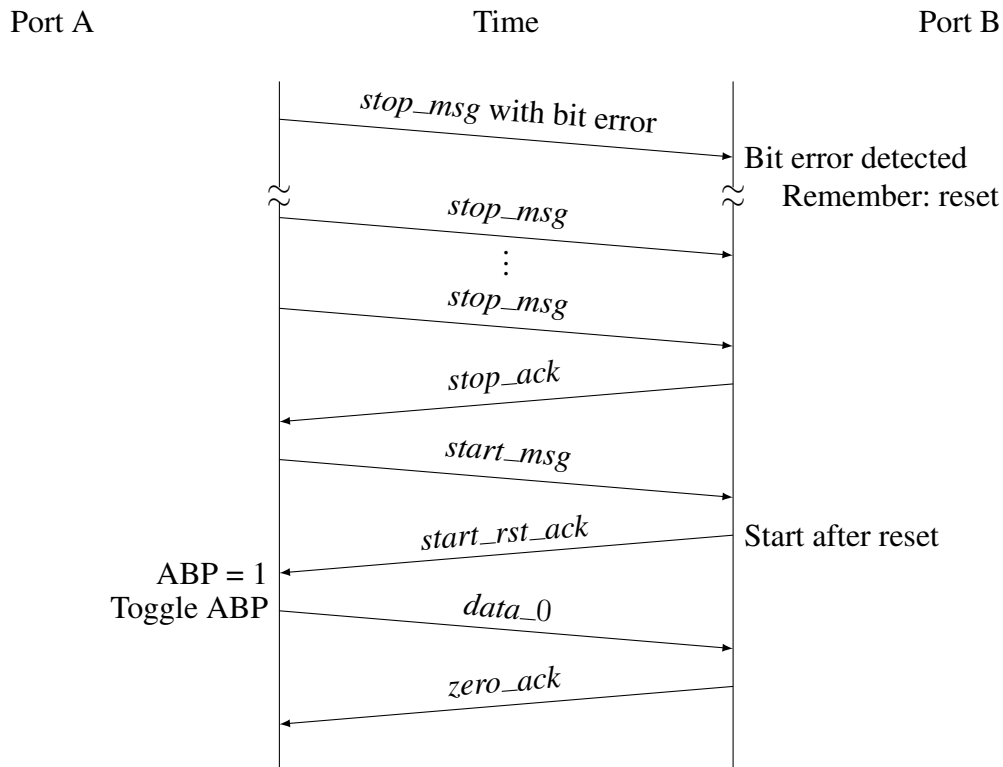 Port A
Time
Port B
stop_msg with bit error
Bit error detected
Remember: reset
stop_msg
⋮
stop_msg
stop_ack
start_msg
start_rst_ack
Start after reset
ABP = 1
Toggle ABP
data_0
zero_ack